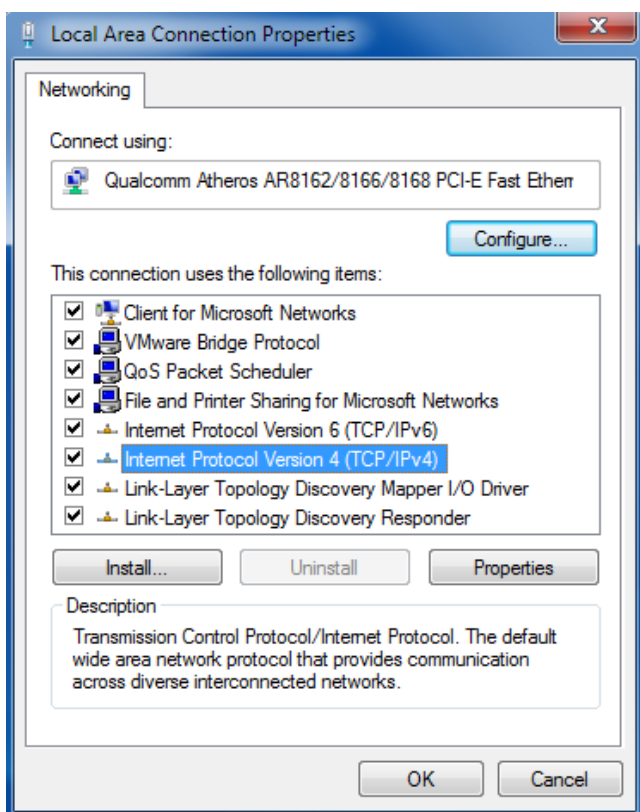 Local Area Connection Properties
Networking
Connect using:
Qualcomm Atheros AR8162/8166/8168 PCI-E Fast Ethern
Configure...
This connection uses the following items:
Client for Microsoft Networks
VMware Bridge Protocol
QoS Packet Scheduler
File and Printer Sharing for Microsoft Networks
Internet Protocol Version 6 (TCP/IPv6)
Internet Protocol Version 4 (TCP/IPv4)
Link-Layer Topology Discovery Mapper I/O Driver
Link-Layer Topology Discovery Responder
Install...
Uninstall
Properties
Description
Transmission Control Protocol/Internet Protocol. The default
wide area network protocol that provides communication
across diverse interconnected networks.
OK
Cancel